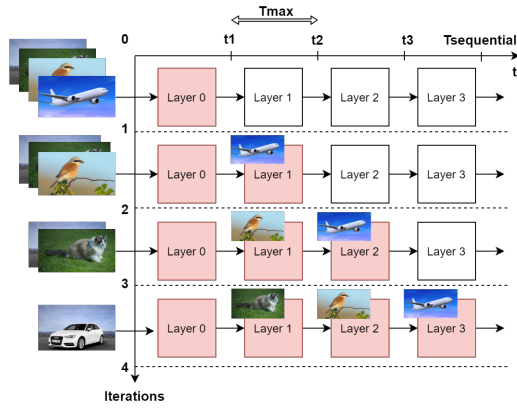 Tmax
0 t1 t2 t3 Tsequential
t
Layer 0 Layer 1 Layer 2 Layer 3
1
Layer 0 Layer 1 Layer 2 Layer 3
2
Layer 0 Layer 1 Layer 2 Layer 3
3
Layer 0 Layer 1 Layer 2 Layer 3
4
Iterations